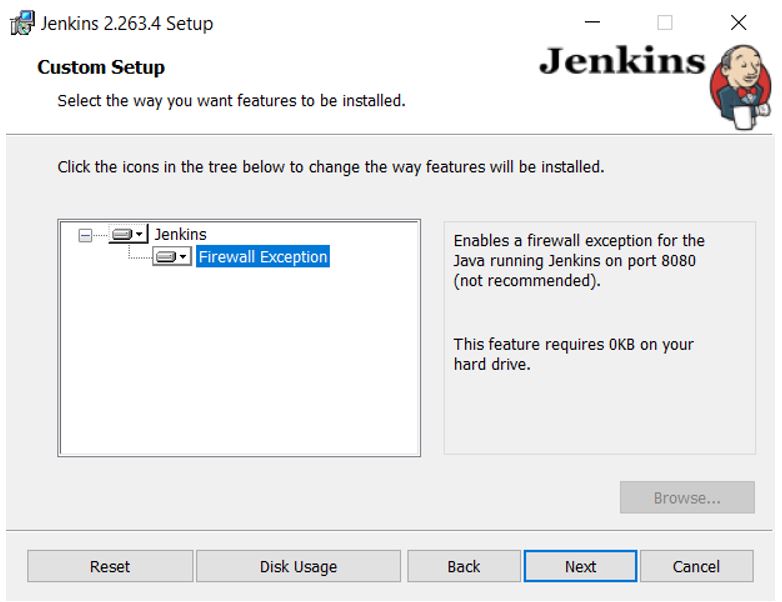 Jenkins 2.263.4 Setup
Custom Setup
Jenkins
Select the way you want features to be installed.
Click the icons in the tree below to change the way features will be installed.
Jenkins
Firewall Exception
Enables a firewall exception for the
Java running Jenkins on port 8080
(not recommended).
This feature requires 0KB on your
hard drive.
Browse...
Reset
Disk Usage
Back
Next
Cancel